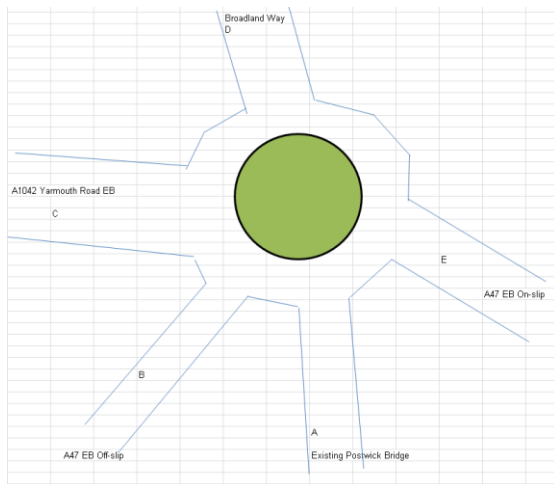 Broadland Way
D
A1042 Yarmouth Road EB
C
E
A47 EB On-slip
B
A
A47 EB Off-slip
Existing Postwick Bridge